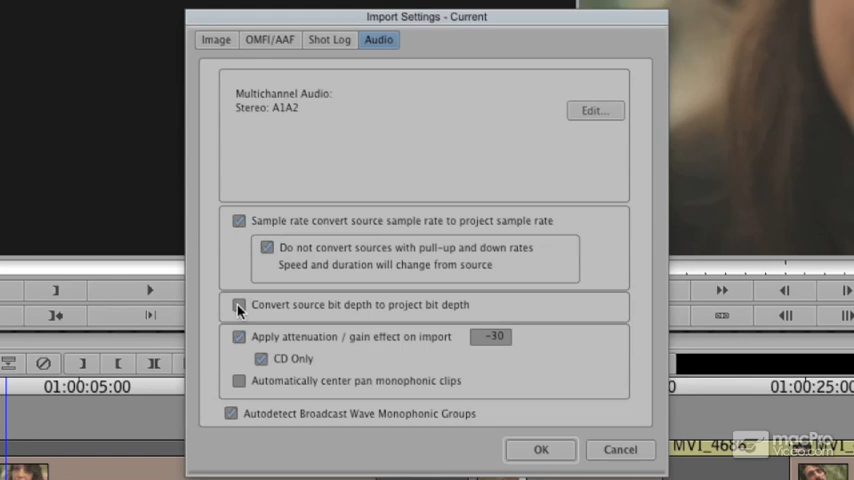 Import Settings - Current
Image
OMFI/AAF
Shot Log
Audio
Multichannel Audio:
Stereo: A1A2
Edit...
Sample rate convert source sample rate to project sample rate
Do not convert sources with pull-up and down rates
Speed and duration will change from source
Convert source bit depth to project bit depth
Apply attenuation / gain effect on import
-30
CD Only
Automatically center pan monophonic clips
01:00:05:00
01:00:25:00
Autodetect Broadcast Wave Monophonic Groups
OK
Cancel
MVI_4686
macPro
Video.com